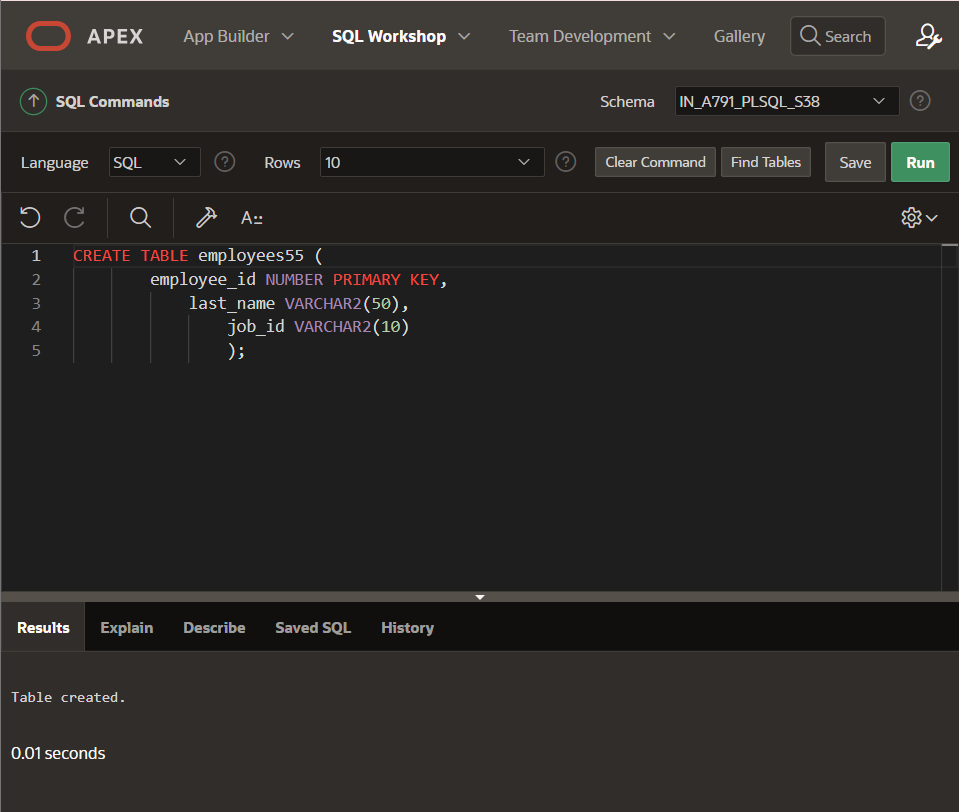 APEX App Builder SQL Workshop Team Development Gallery Search
SQL Commands Schema IN_A791_PLSQL_S38 ?
Language SQL ? Rows 10 ? Clear Command Find Tables Save Run
A::
1 CREATE TABLE employees55 (
2 employee_id NUMBER PRIMARY KEY,
3 last_name VARCHAR2(50),
4 job_id VARCHAR2(10)
5 );
Results Explain Describe Saved SQL History
Table created.
0.01 seconds